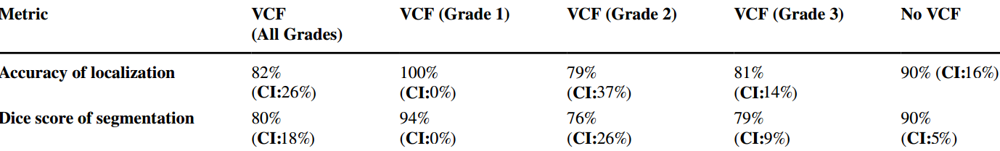 Metric VCF VCF (Grade 1) VCF (Grade 2) VCF (Grade 3) No VCF
(All Grades)
Accuracy of localization 82% 100% 79% 81% 90% (CI:16%)
(CI:26%) (CI:0%) (CI:37%) (CI:14%)
Dice score of segmentation 80% 94% 76% 79% 90%
(CI:18%) (CI:0%) (CI:26%) (CI:9%) (CI:5%)